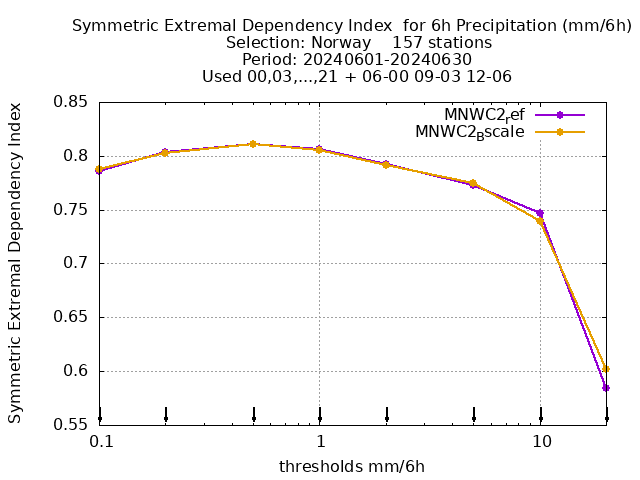 Symmetric Extremal Dependency Index  for 6h Precipitation (mm/6h)
Selection: Norway    157 stations
Period: 20240601-20240630
Used 00,03,...,21 + 06-00 09-03 12-06
MNWC2ref
MNWC2Bscale
Symmetric Extremal Dependency Index
0.85
0.8
0.75
0.7
0.65
0.6
0.55
0.1 1 10
thresholds mm/6h